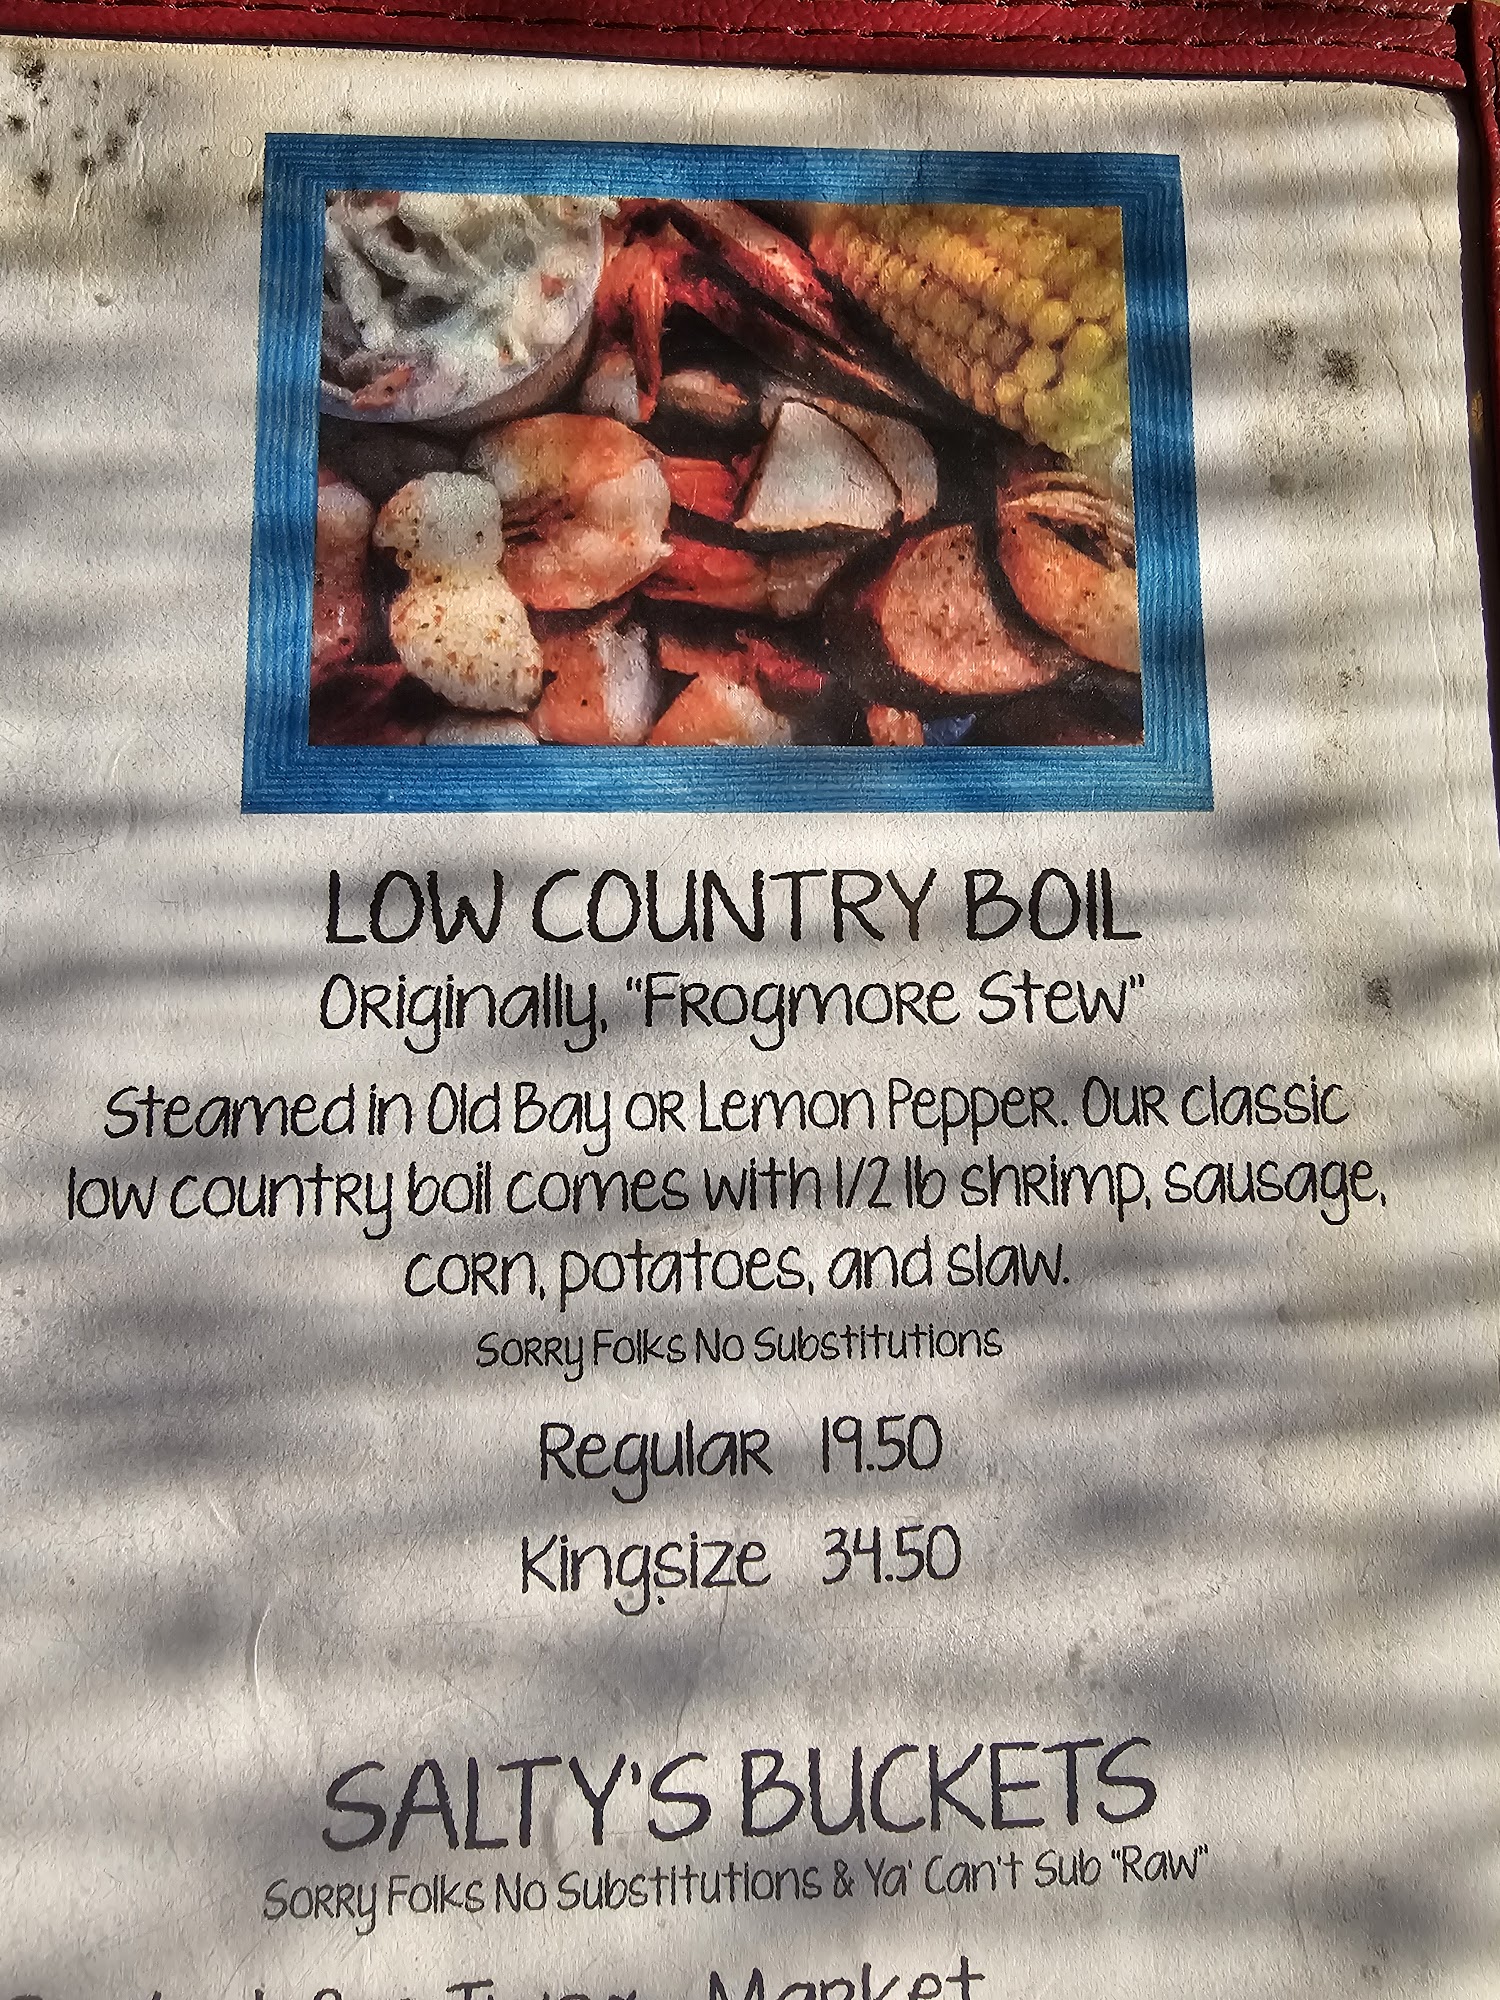 LOW COUNTRY BOIL
Originally, "Frogmore Stew"
Steamed in Old Bay or Lemon Pepper. Our classic
low country boil comes with 1/2 lb shrimp, sausage,
corn, potatoes, and slaw.
Sorry Folks No Substitutions
Regular 19.50
Kingsize 34.50
SALTY'S BUCKETS
Sorry Folks No Substitutions & Ya' Can't Sub "Raw"
Market